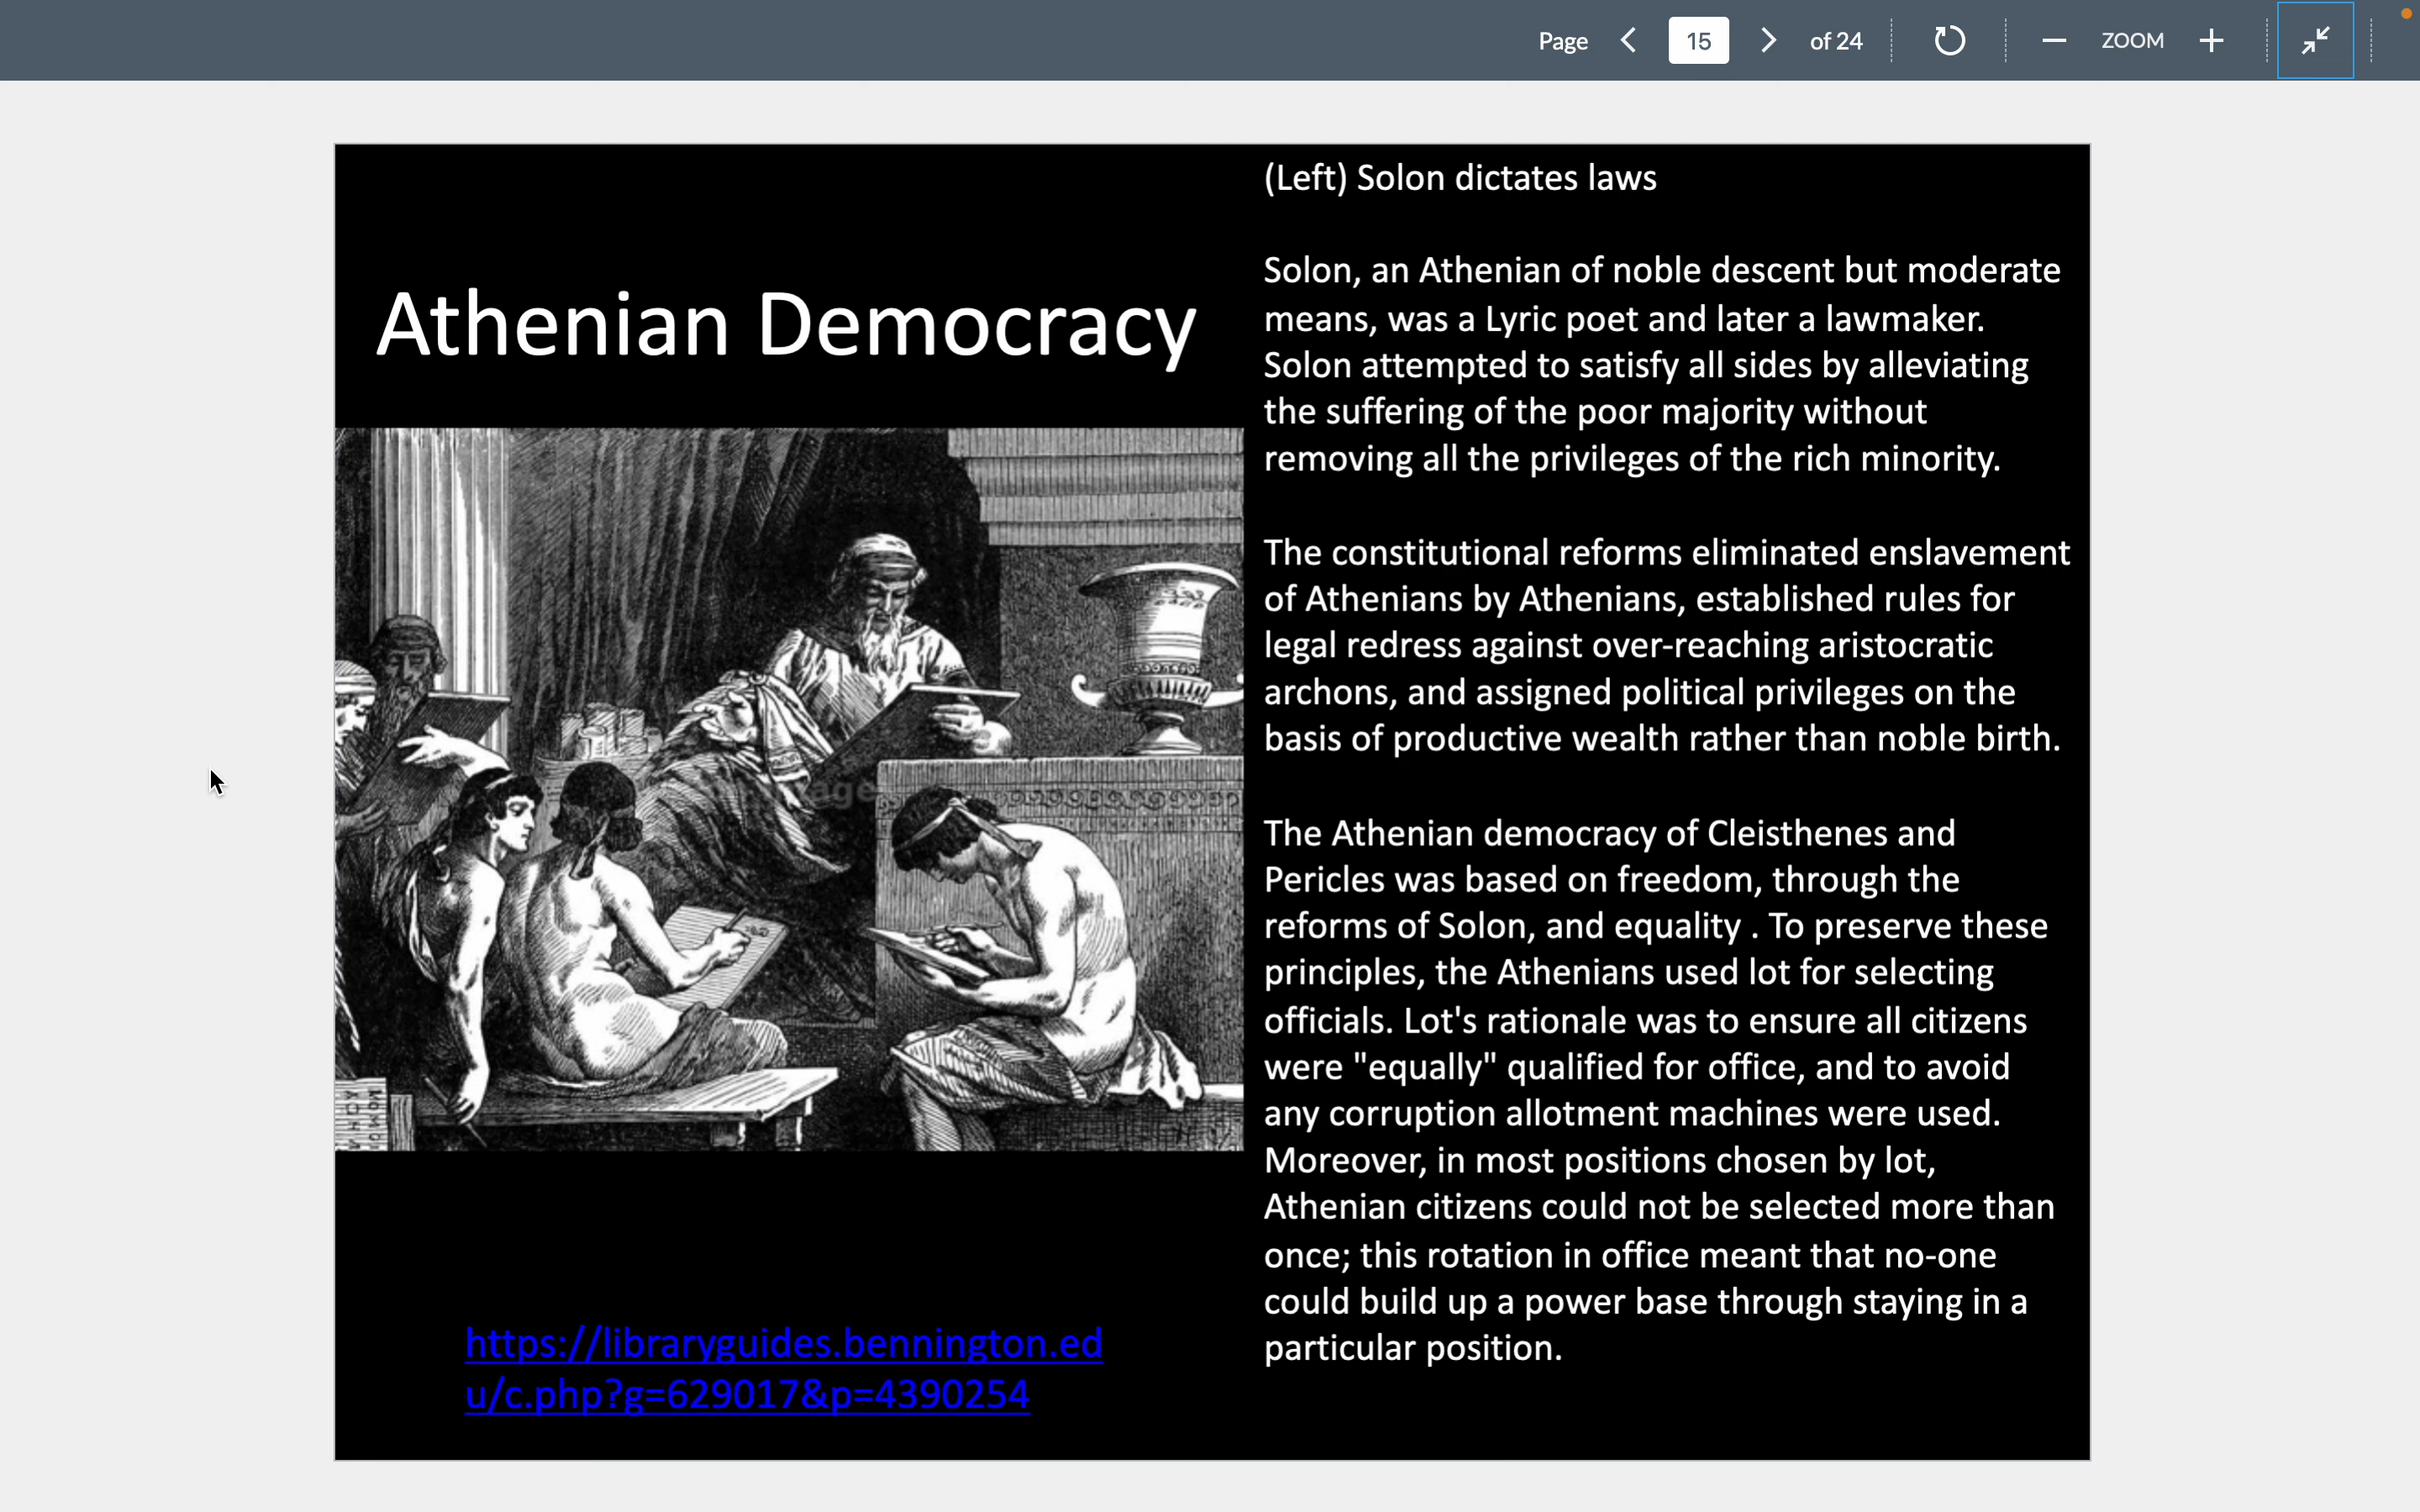 Page 15 of 24 ZOOM
Athenian Democracy
https://libraryguides.bennington.ed
u/c.php?g=629017&p=4390254
(Left) Solon dictates laws
Solon, an Athenian of noble descent but moderate
means, was a Lyric poet and later a lawmaker.
Solon attempted to satisfy all sides by alleviating
the suffering of the poor majority without
removing all the privileges of the rich minority.
The constitutional reforms eliminated enslavement
of Athenians by Athenians, established rules for
legal redress against over-reaching aristocratic
archons, and assigned political privileges on the
basis of productive wealth rather than noble birth.
The Athenian democracy of Cleisthenes and
Pericles was based on freedom, through the
reforms of Solon, and equality . To preserve these
principles, the Athenians used lot for selecting
officials. Lot's rationale was to ensure all citizens
were "equally" qualified for office, and to avoid
any corruption allotment machines were used.
Moreover, in most positions chosen by lot,
Athenian citizens could not be selected more than
once; this rotation in office meant that no-one
could build up a power base through staying in a
particular position.